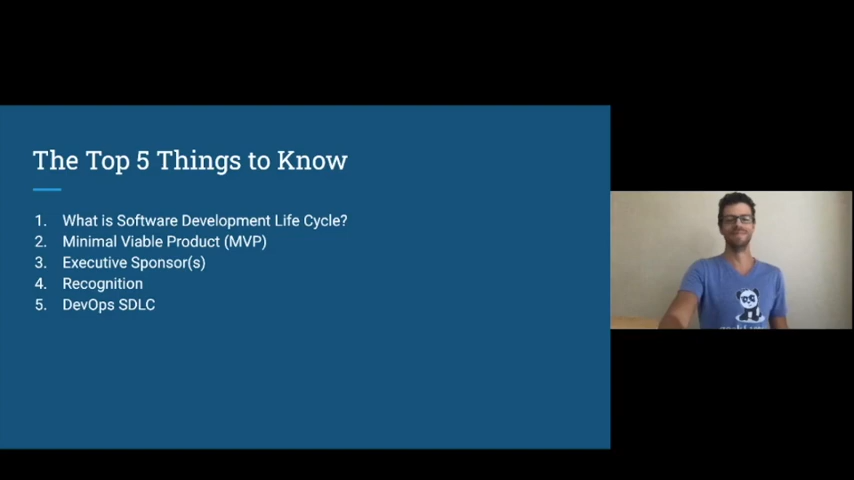 The Top 5 Things to Know
1. What is Software Development Life Cycle?
2. Minimal Viable Product (MVP)
3. Executive Sponsor(s)
4. Recognition
5. DevOps SDLC